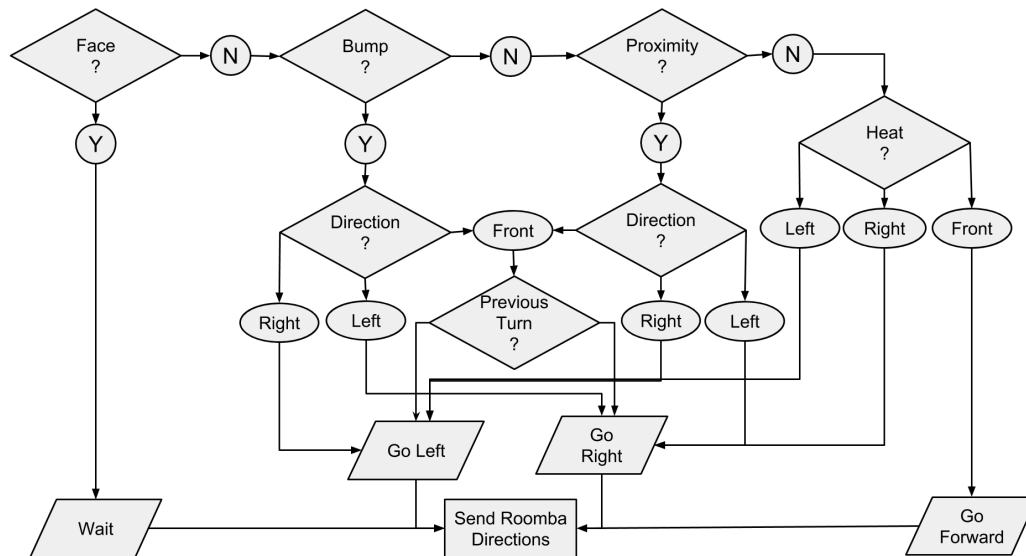 Face
?
N
Bump
?
N
Proximity
?
N
Y
Y
Y
Heat
?
Direction
?
Front
Direction
?
Left
Right
Front
Right
Left
Previous
Turn
?
Right
Left
Go Left
Go
Right
Wait
Send Roomba
Directions
Go
Forward